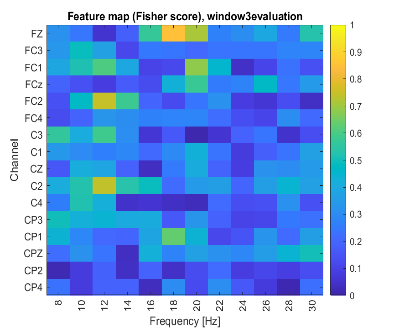 Feature map (Fisher score), window3evaluation
FZ
FC3
FC1
FCz
FC2
FC4
C3
C1
CZ
C2
C4
CP3
CP1
CPZ
CP2
CP4
Channel
8 10 12 14 16 18 20 22 24 26 28 30
Frequency [Hz]
1
0.9
0.8
0.7
0.6
0.5
0.4
0.3
0.2
0.1
0